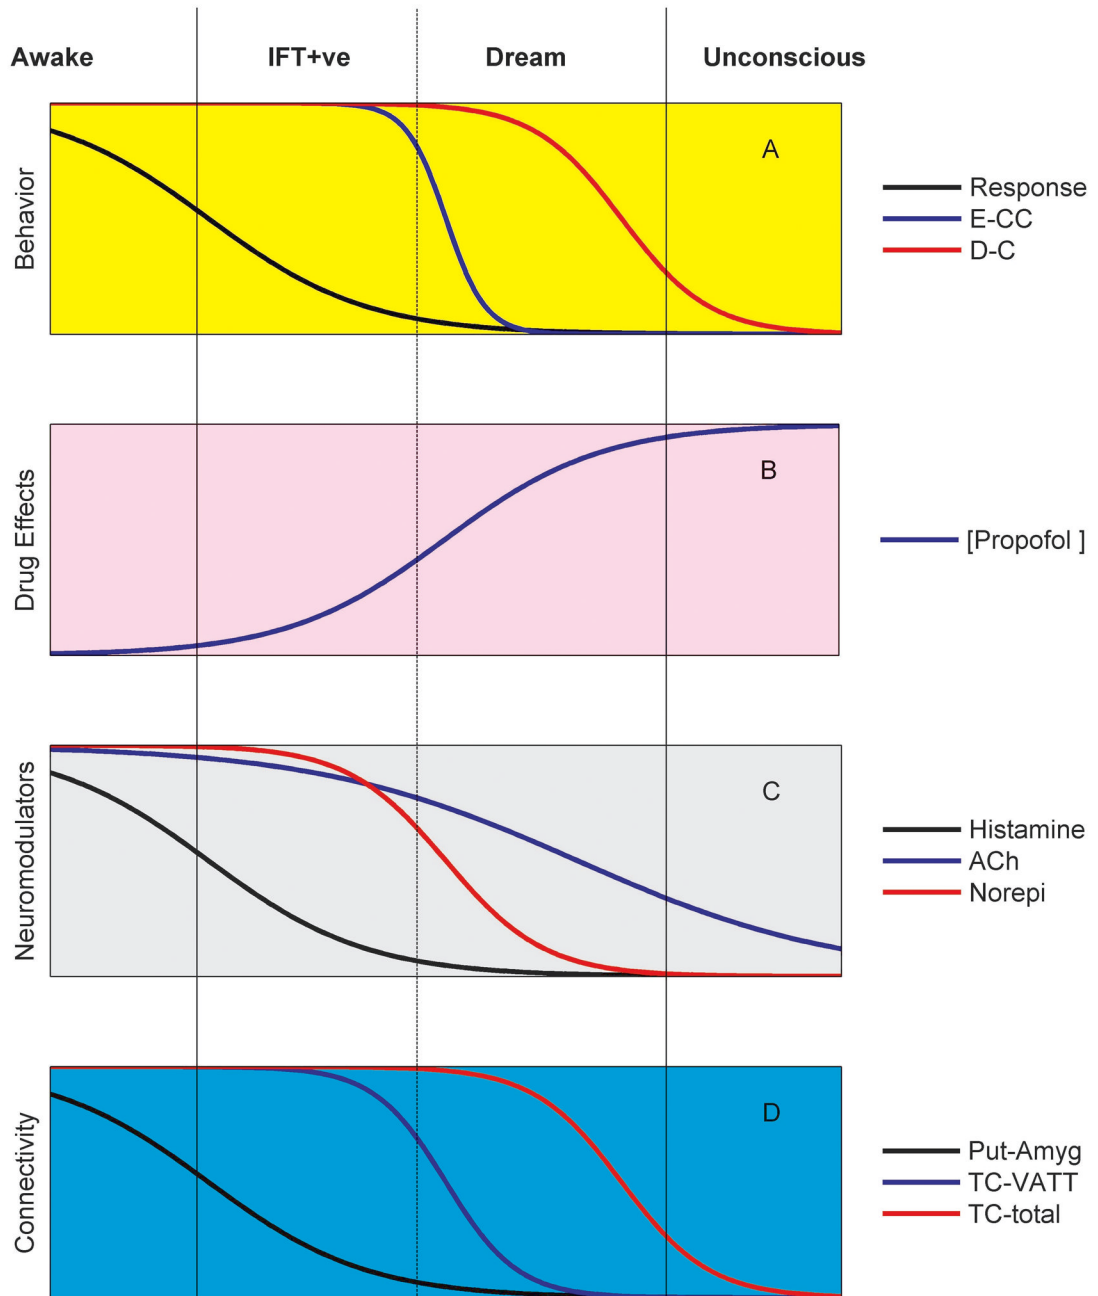 Awake IFT+ve Dream Unconscious
Behavior
A
Response
E-CC
D-C
Drug Effects
B
[Propofol ]
Neuromodulators
C
Histamine
ACh
Norepi
Connectivity
D
Put-Amyg
TC-VATT
TC-total